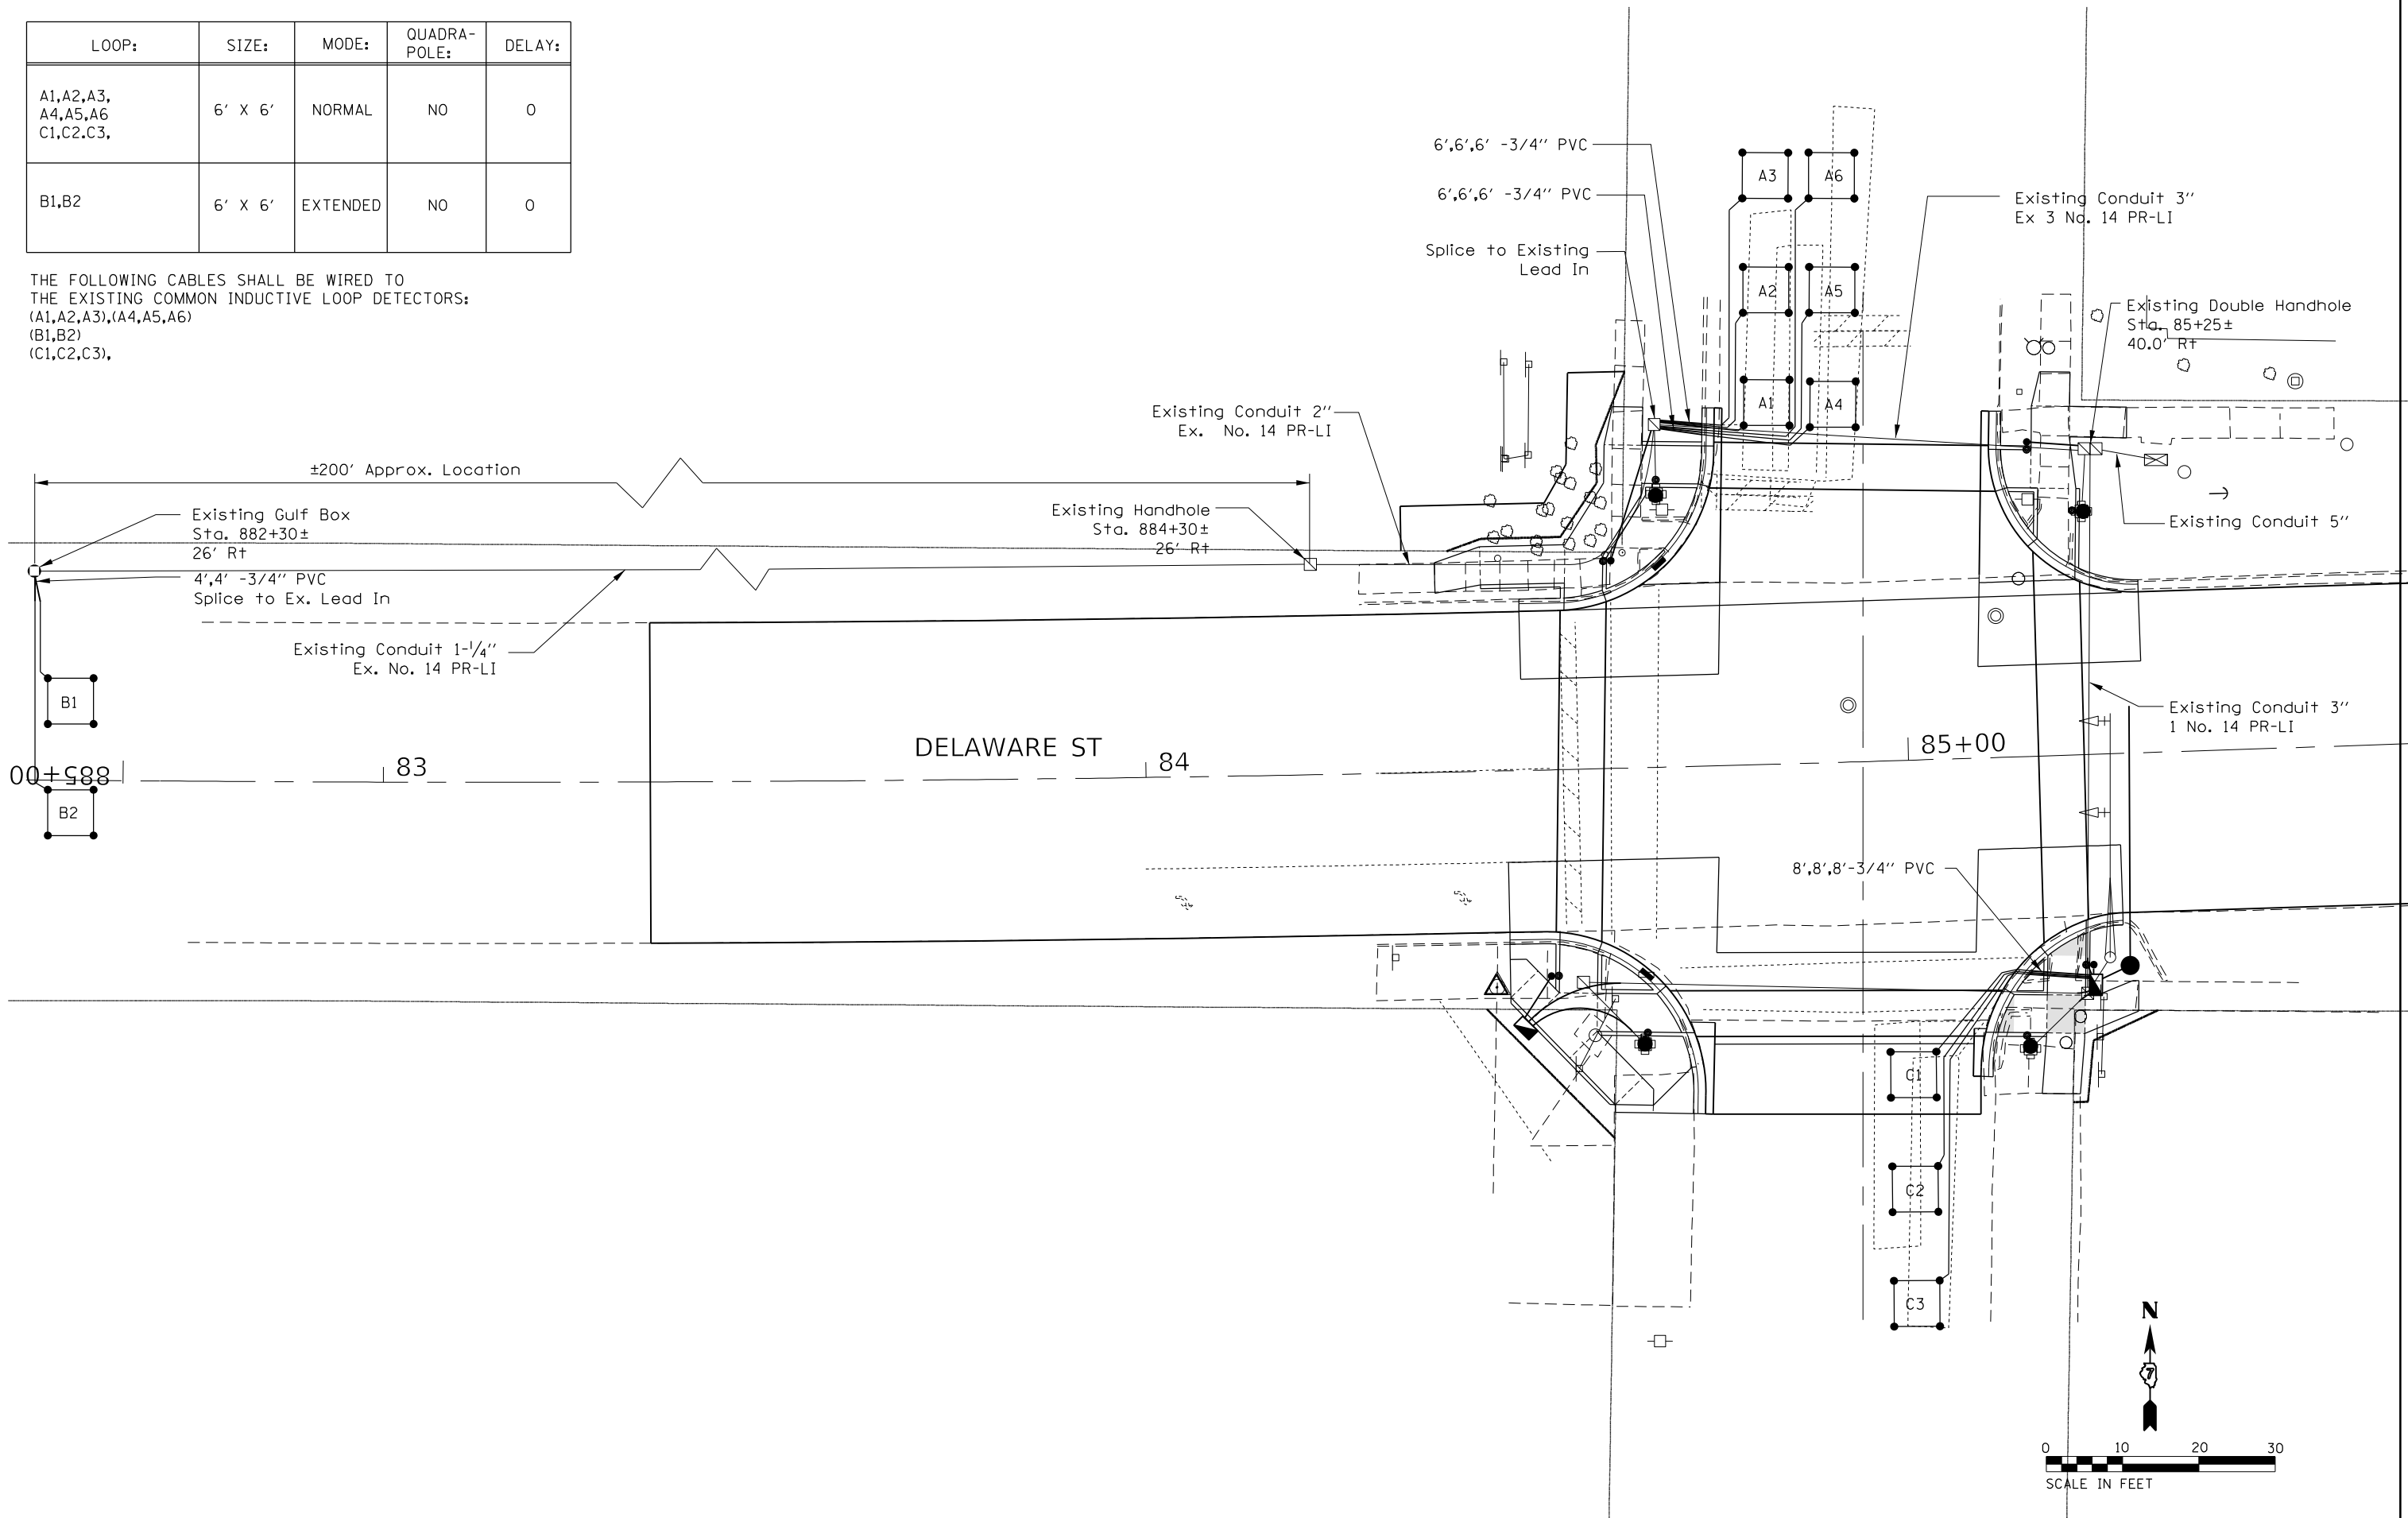 LOOP: SIZE: MODE: QUADRA- DELAY:
POLE:
A1,A2,A3,
A4,A5,A6 6' X 6' NORMAL NO 0
C1,C2.C3,
B1,B2 6' X 6' EXTENDED NO 0
THE FOLLOWING CABLES SHALL BE WIRED TO
THE EXISTING COMMON INDUCTIVE LOOP DETECTORS:
(A1,A2,A3),(A4,A5,A6)
(B1,B2)
(C1,C2,C3),
6',6',6' -3/4'' PVC
6',6',6' -3/4'' PVC
Splice to Existing
Lead In
A3 A6
A2 A5
A1 A4
Existing Conduit 3''
Ex 3 No. 14 PR-LI
Existing Double Handhole
Sta. 85+25±
40.0' Rt
Existing Conduit 2''
Ex. No. 14 PR-LI
±200' Approx. Location
Existing Gulf Box
Sta. 882+30±
26' Rt
4',4' -3/4'' PVC
Splice to Ex. Lead In
Existing Handhole
Sta. 884+30±
26' Rt
Existing Conduit 5''
Existing Conduit 1-1/4''
Ex. No. 14 PR-LI
B1
Existing Conduit 3''
1 No. 14 PR-LI
DELAWARE ST
885+00 83 84 85+00
B2
8',8',8'-3/4'' PVC
C1
C2
C3
N
7
0 10 20 30
SCALE IN FEET